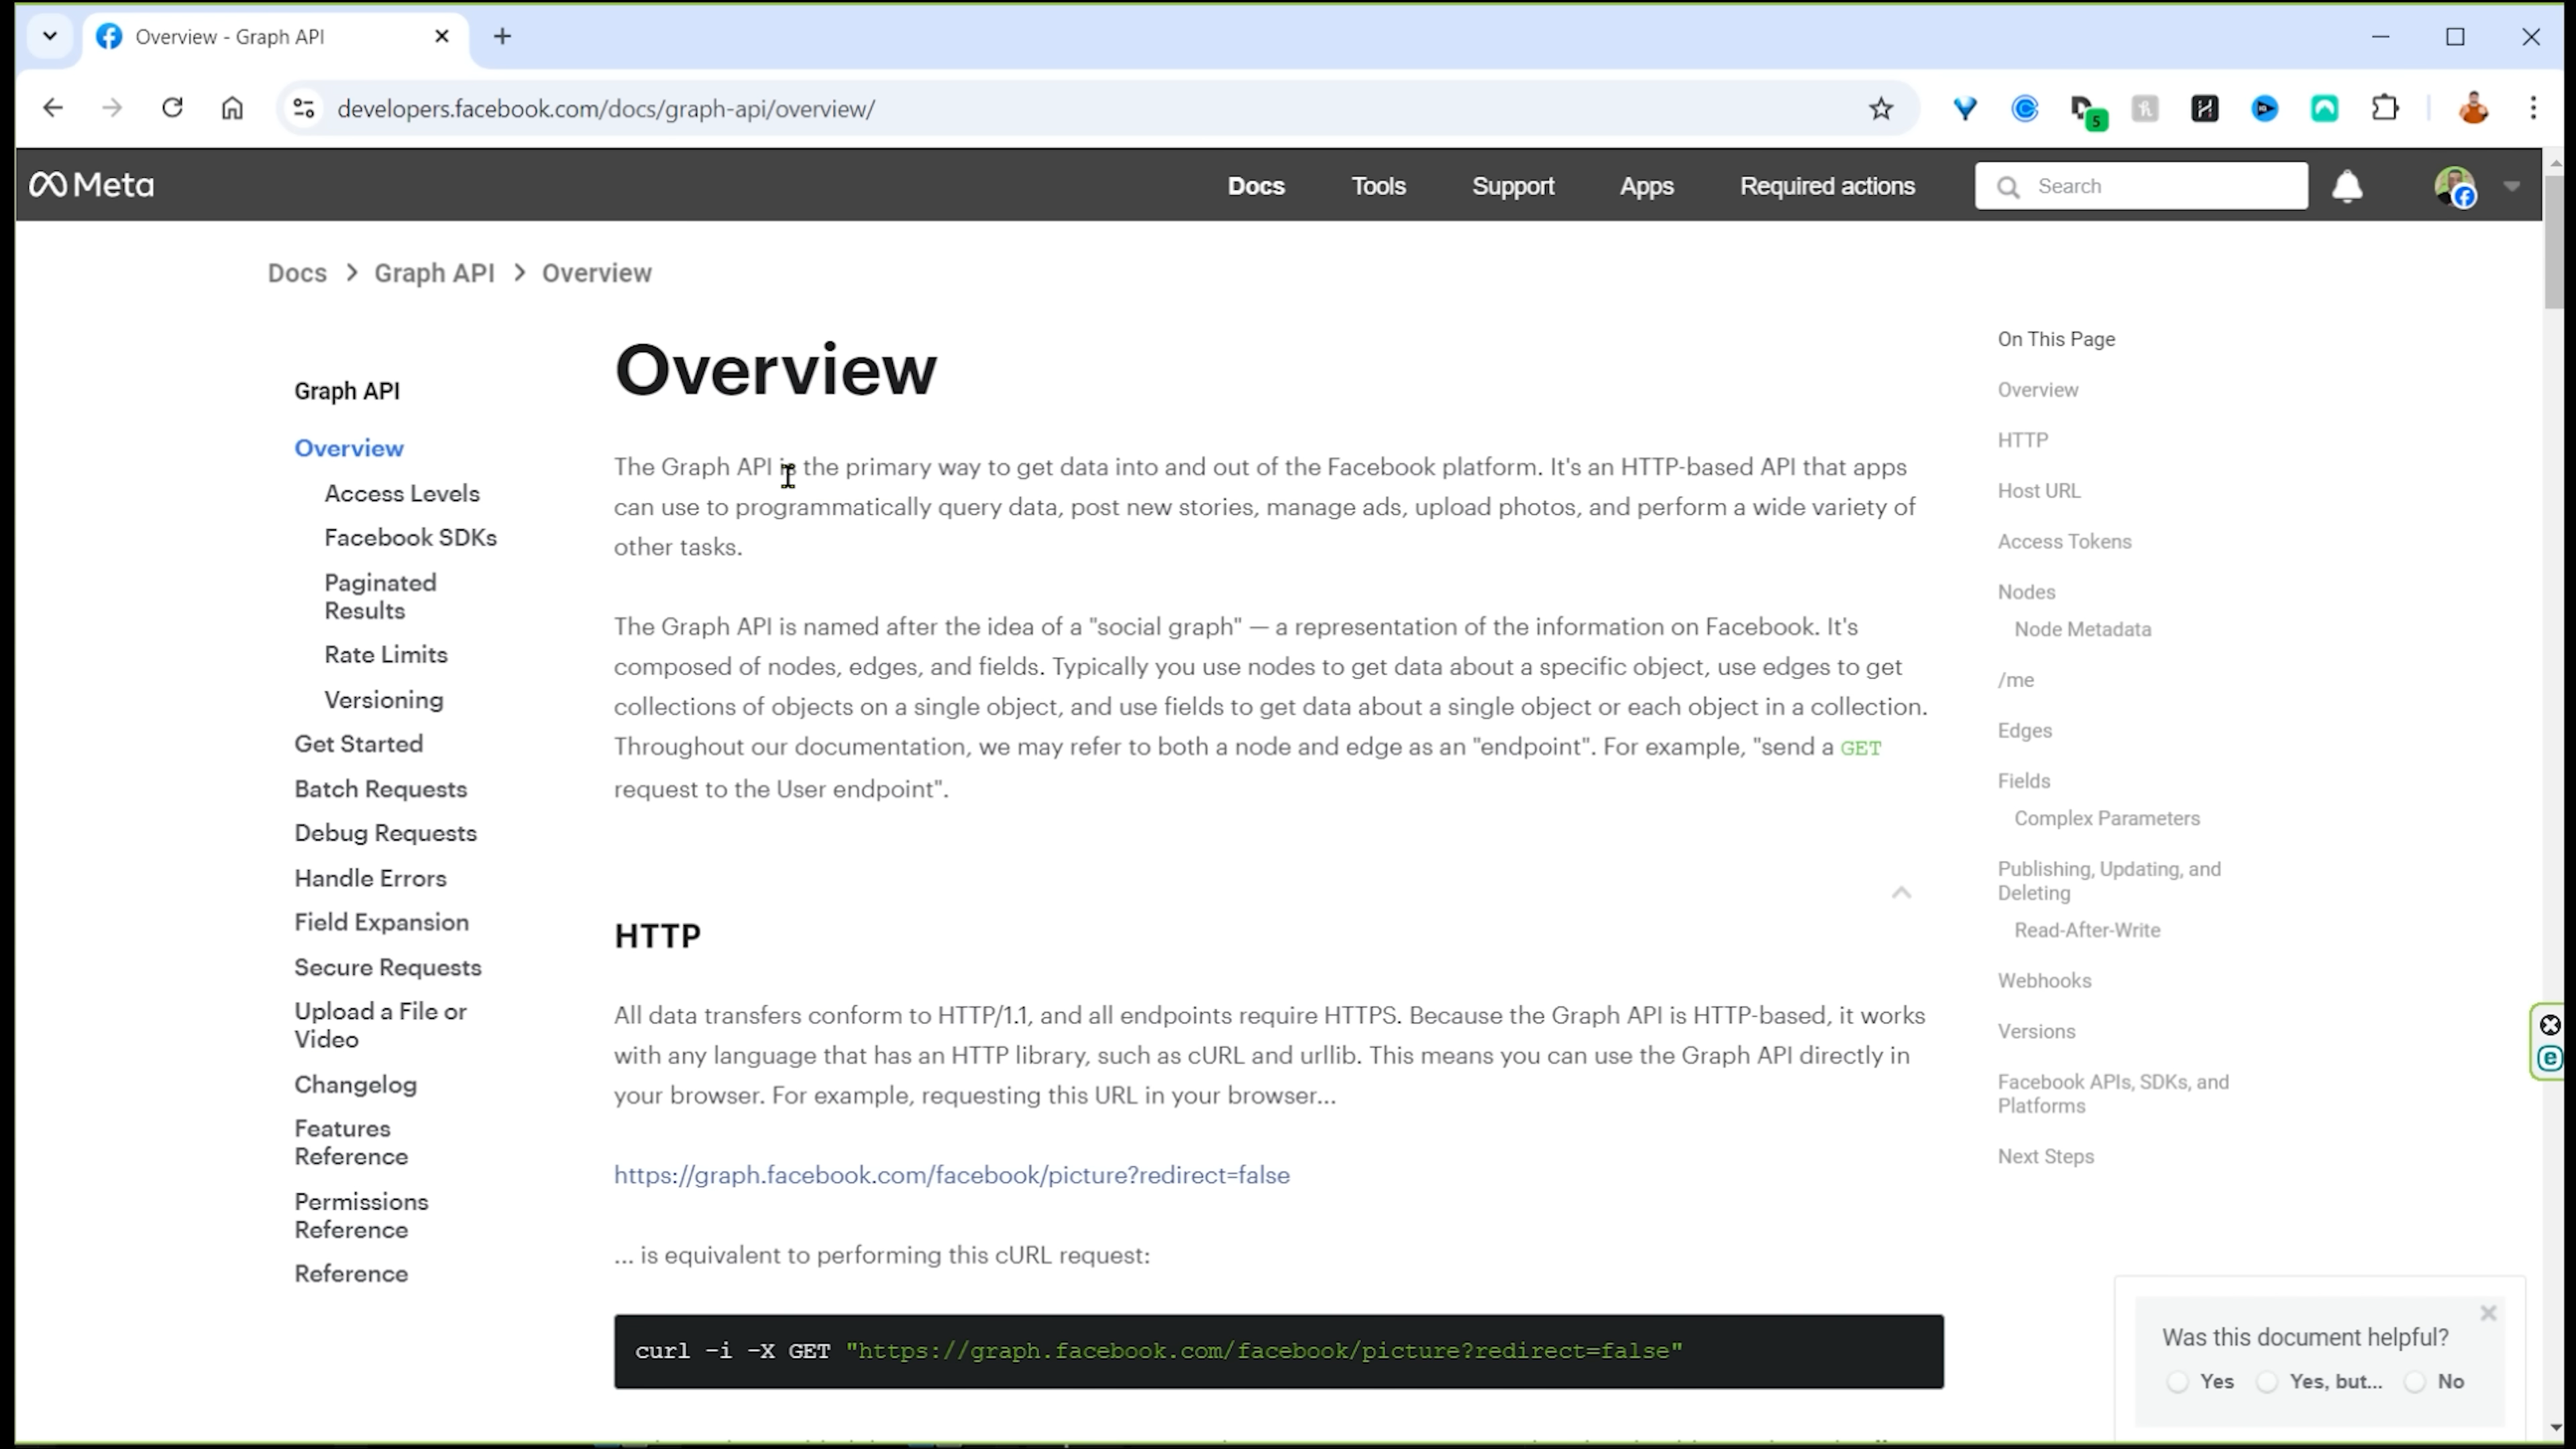 Overview - Graph API
developers.facebook.com/docs/graph-api/overview/
5
Meta
Docs Tools Support Apps Required actions Search
Docs > Graph API > Overview
Graph API
Overview
Access Levels
Facebook SDKs
Paginated
Results
Rate Limits
Versioning
Get Started
Batch Requests
Debug Requests
Handle Errors
Field Expansion
Secure Requests
Upload a File or
Video
Changelog
Features
Reference
Permissions
Reference
Reference
Overview
The Graph API is the primary way to get data into and out of the Facebook platform. It's an HTTP-based API that apps
can use to programmatically query data, post new stories, manage ads, upload photos, and perform a wide variety of
other tasks.
The Graph API is named after the idea of a "social graph" — a representation of the information on Facebook. It's
composed of nodes, edges, and fields. Typically you use nodes to get data about a specific object, use edges to get
collections of objects on a single object, and use fields to get data about a single object or each object in a collection.
Throughout our documentation, we may refer to both a node and edge as an "endpoint". For example, "send a GET
request to the User endpoint".
HTTP
All data transfers conform to HTTP/1.1, and all endpoints require HTTPS. Because the Graph API is HTTP-based, it works
with any language that has an HTTP library, such as cURL and urllib. This means you can use the Graph API directly in
your browser. For example, requesting this URL in your browser...
https://graph.facebook.com/facebook/picture?redirect=false
... is equivalent to performing this cURL request:
curl -i -X GET "https://graph.facebook.com/facebook/picture?redirect=false"
On This Page
Overview
HTTP
Host URL
Access Tokens
Nodes
Node Metadata
/me
Edges
Fields
Complex Parameters
Publishing, Updating, and
Deleting
Read-After-Write
Webhooks
Versions
Facebook APIs, SDKs, and
Platforms
Next Steps
Was this document helpful?
Yes Yes, but... No